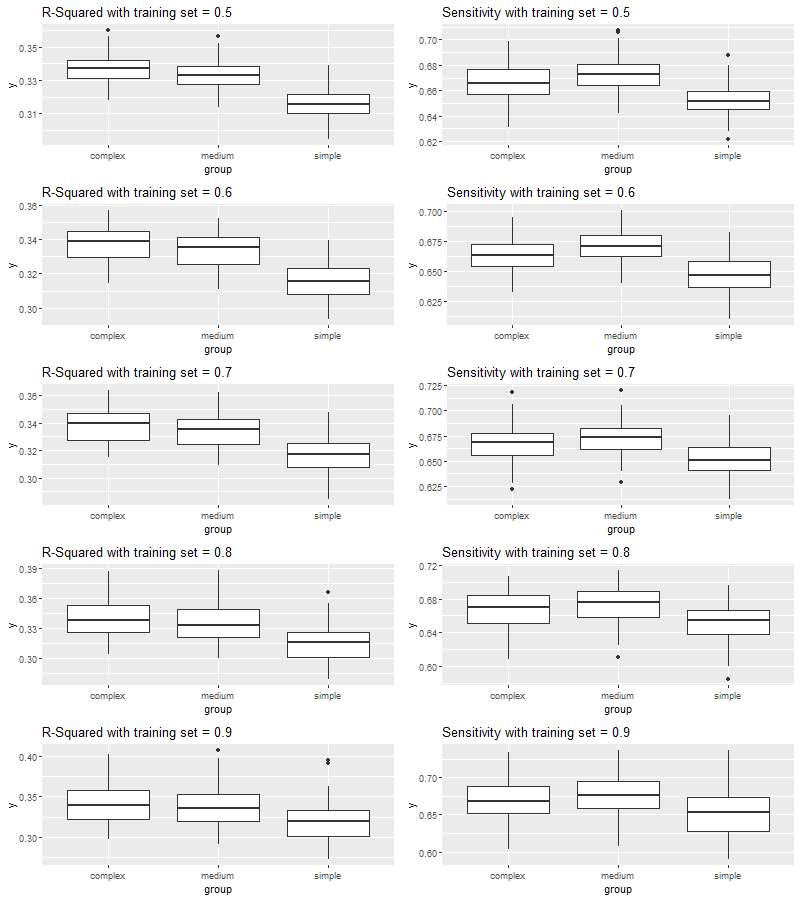 R-Squared with training set = 0.5
0.35
0.33
0.31
y
complex medium simple
group
Sensitivity with training set = 0.5
0.70
0.68
0.66
0.64
0.62
y
complex medium simple
group
R-Squared with training set = 0.6
0.36
0.34
0.32
0.30
y
complex medium simple
group
Sensitivity with training set = 0.6
0.700
0.675
0.650
0.625
y
complex medium simple
group
R-Squared with training set = 0.7
0.36
0.34
0.32
0.30
y
complex medium simple
group
Sensitivity with training set = 0.7
0.725
0.700
0.675
0.650
0.625
y
complex medium simple
group
R-Squared with training set = 0.8
0.39
0.36
0.33
0.30
y
complex medium simple
group
Sensitivity with training set = 0.8
0.72
0.68
0.64
0.60
y
complex medium simple
group
R-Squared with training set = 0.9
0.40
0.35
0.30
y
complex medium simple
group
Sensitivity with training set = 0.9
0.70
0.65
0.60
y
complex medium simple
group